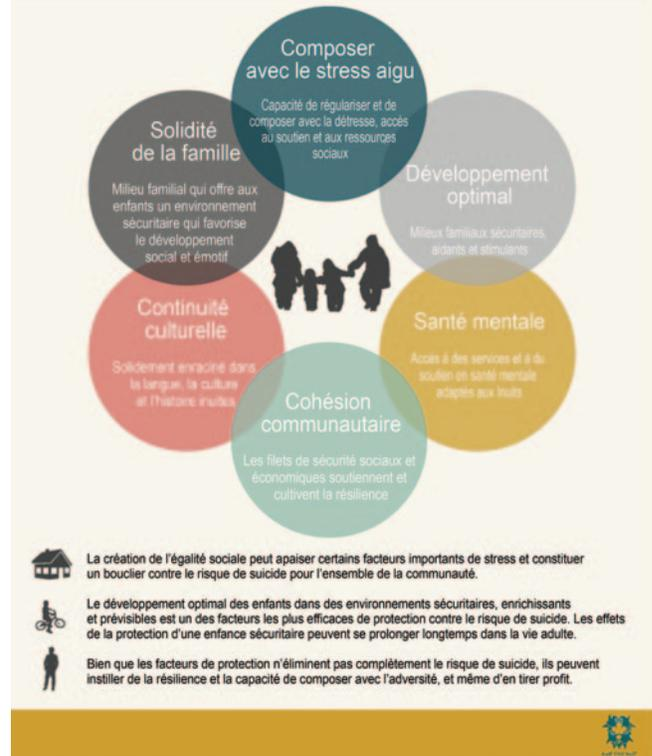 Composer
avec le stress aigu
Capacité de régulariser et de
composer avec la détresse, accès
au soutien et aux ressources
sociaux
Solidité
de la famille
Milieu familial qui offre aux
enfants un environnement
sécuritaire qui favorise
le développement
social et émotif
Développement
optimal
Milieux familiaux sécuritaires,
aidants et stimulants
Continuité
culturelle
Solidement enraciné dans
la langue, la culture
et l'histoire inuites
Santé mentale
Accès à des services et à du
soutien en santé mentale
adaptés aux Inuits
Cohésion
communautaire
Les filets de sécurité sociaux et
économiques soutiennent et
cultivent la résilience
La création de l'égalité sociale peut apaiser certains facteurs importants de stress et constituer
un bouclier contre le risque de suicide pour l'ensemble de la communauté.
Le développement optimal des enfants dans des environnements sécuritaires, enrichissants
et prévisibles est un des facteurs les plus efficaces de protection contre le risque de suicide. Les effets
de la protection d'une enfance sécuritaire peuvent se prolonger longtemps dans la vie adulte.
Bien que les facteurs de protection n'éliminent pas complètement le risque de suicide, ils peuvent
instiller de la résilience et la capacité de composer avec l'adversité, et même d'en tirer profit.